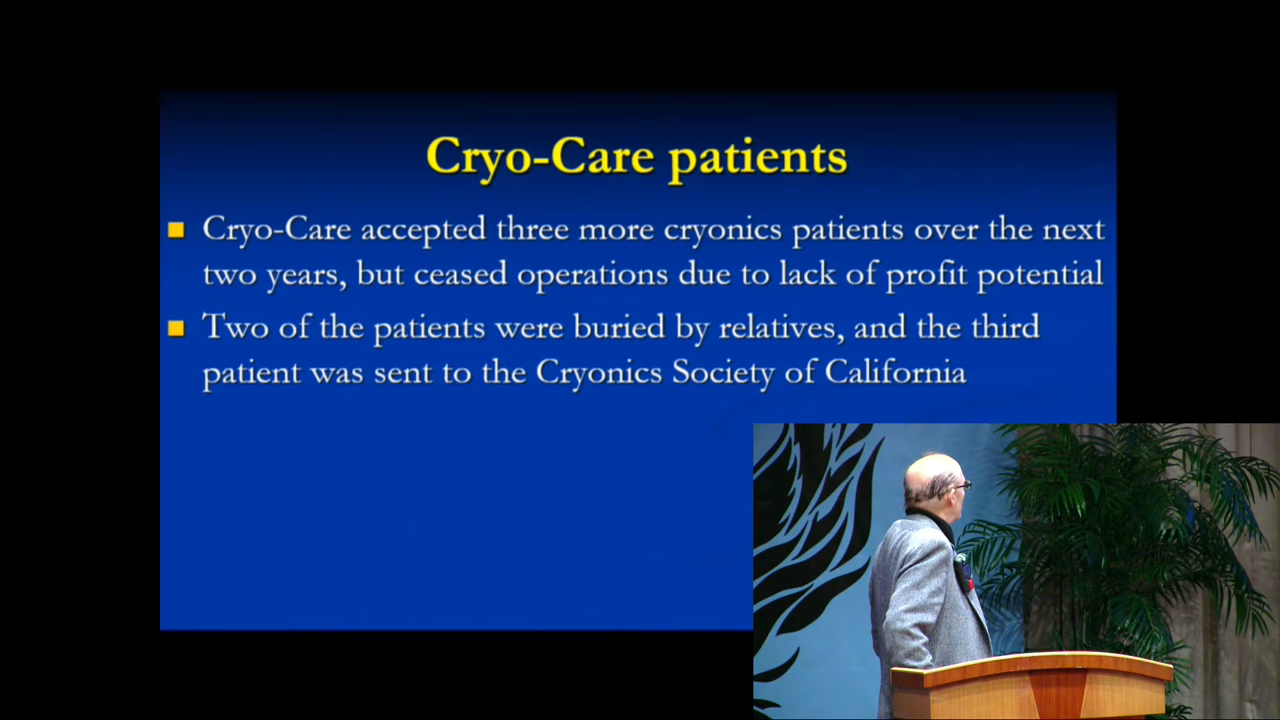 Cryo-Care patients
Cryo-Care accepted three more cryonics patients over the next
two years, but ceased operations due to lack of profit potential
Two of the patients were buried by relatives, and the third
patient was sent to the Cryonics Society of California